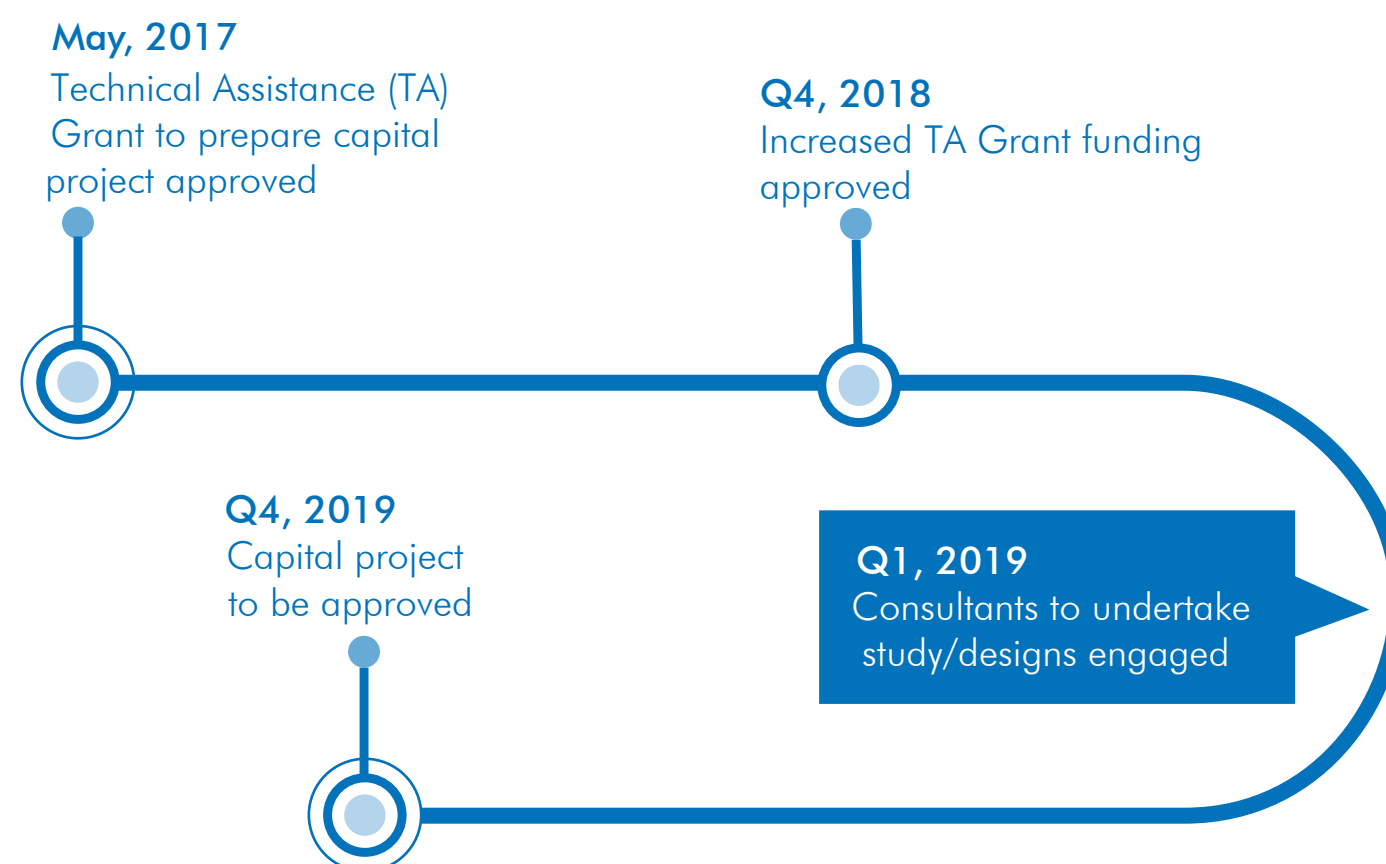 May, 2017
Technical Assistance (TA)
Grant to prepare capital
project approved
Q4, 2018
Increased TA Grant funding
approved
Q1, 2019
Consultants to undertake
study/designs engaged
Q4, 2019
Capital project
to be approved